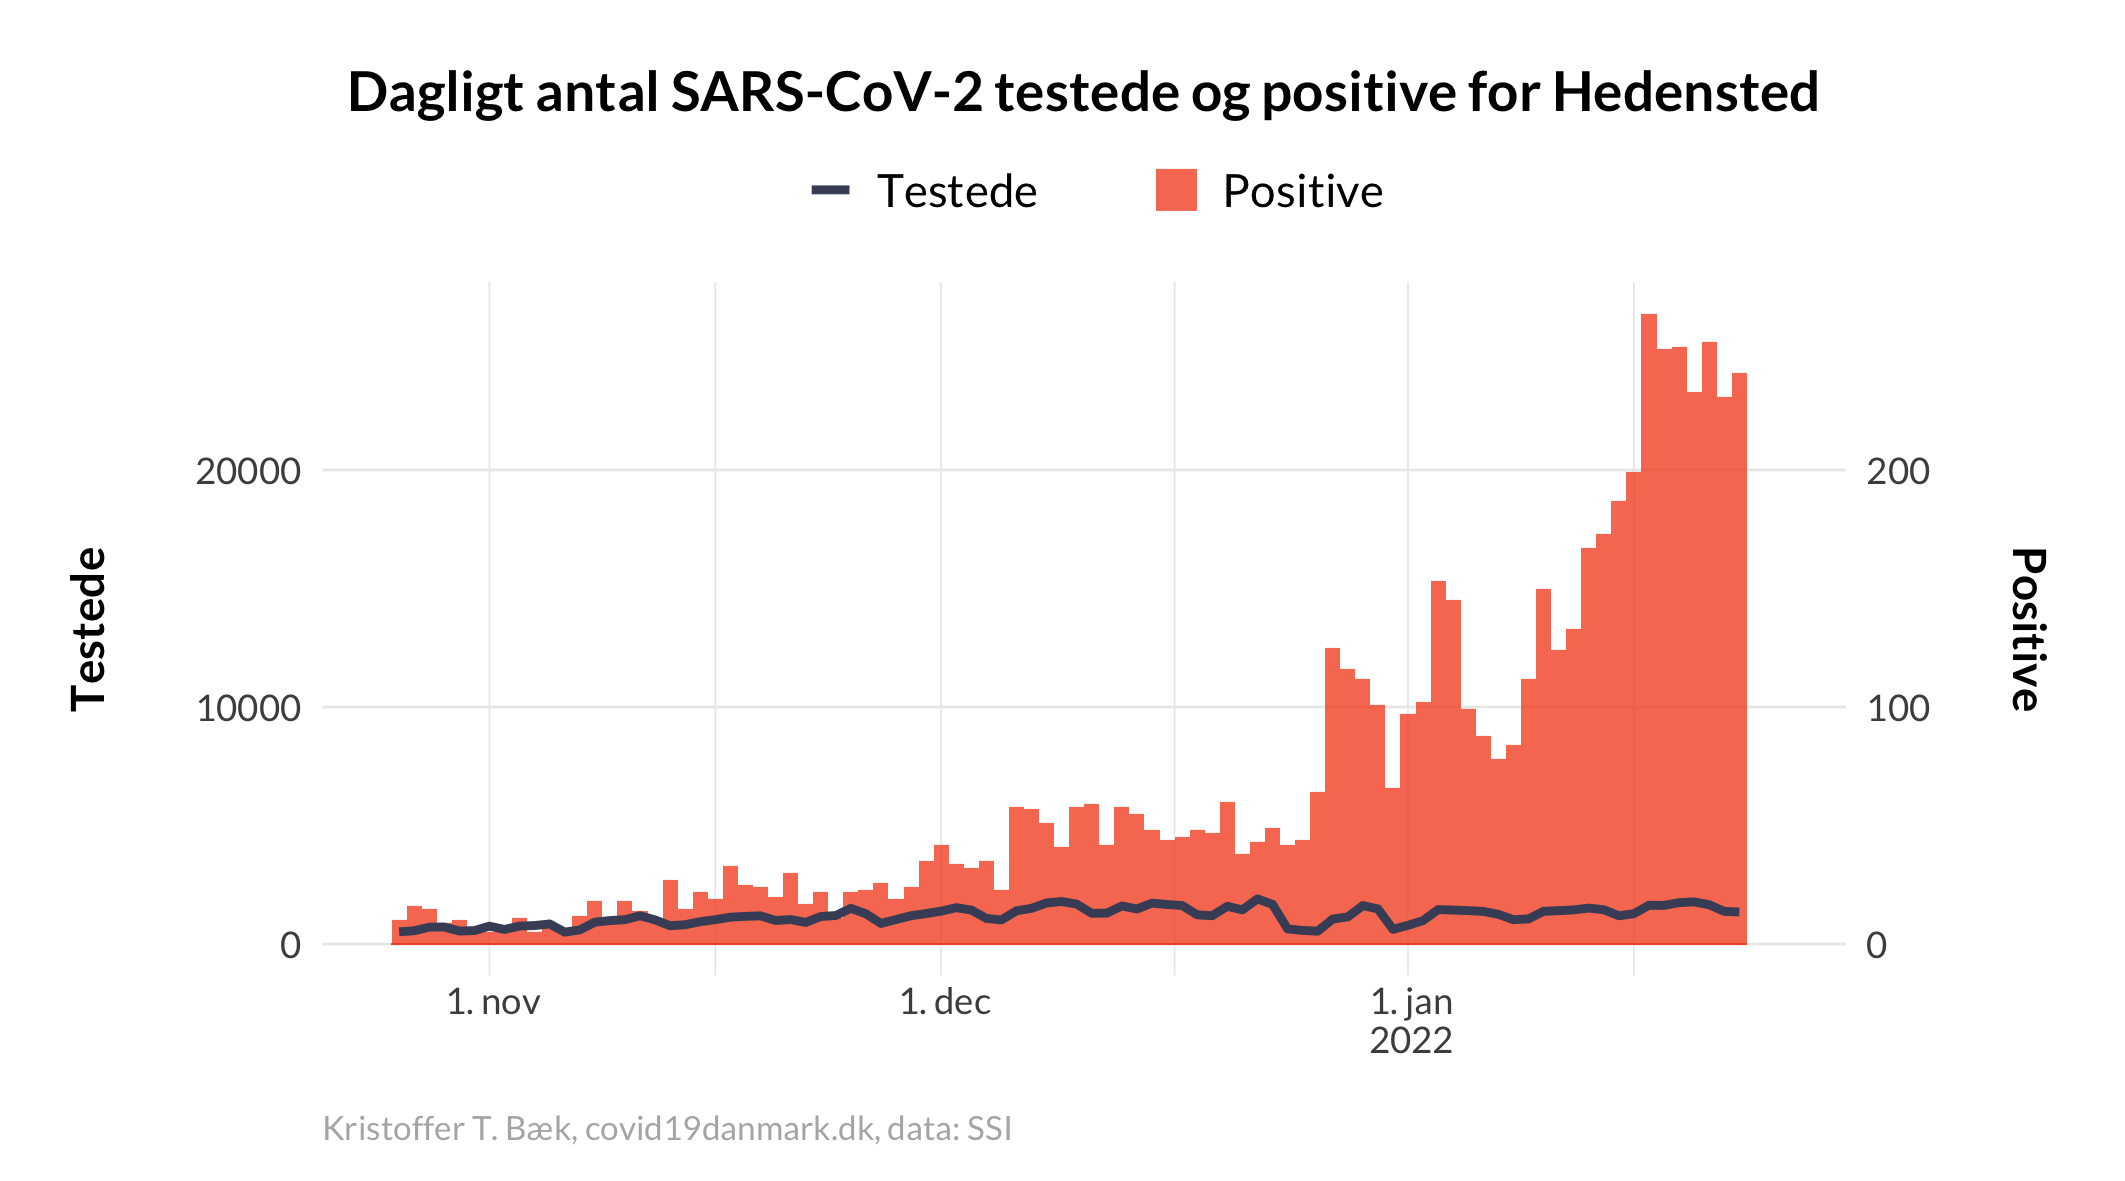 Dagligt antal SARS-CoV-2 testede og positive for Hedensted
Testede
Positive
20000
10000
0
200
100
0
Testede
Positive
1. nov
1. dec
1. jan
2022
Kristoffer T. Bæk, covid19danmark.dk, data: SSI